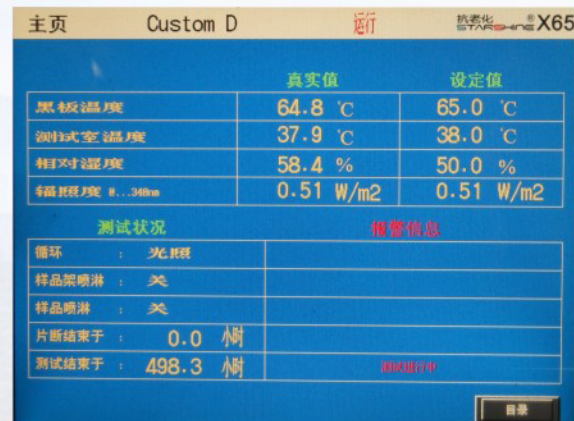 主页 Custom D 运行 抗老化 STARSHINE® X65
真实值 设定值
黑板温度 64.8 ℃ 65.0 ℃
测试室温度 37.9 ℃ 38.0 ℃
相对湿度 58.4 % 50.0 %
辐照度 @...340nm 0.51 W/m2 0.51 W/m2
测试状况 报警信息
循环 : 光照
样品架喷淋 : 关
样品喷淋 : 关
片断结束于 : 0.0 小时
测试结束于 : 498.3 小时 测试进行中
目录